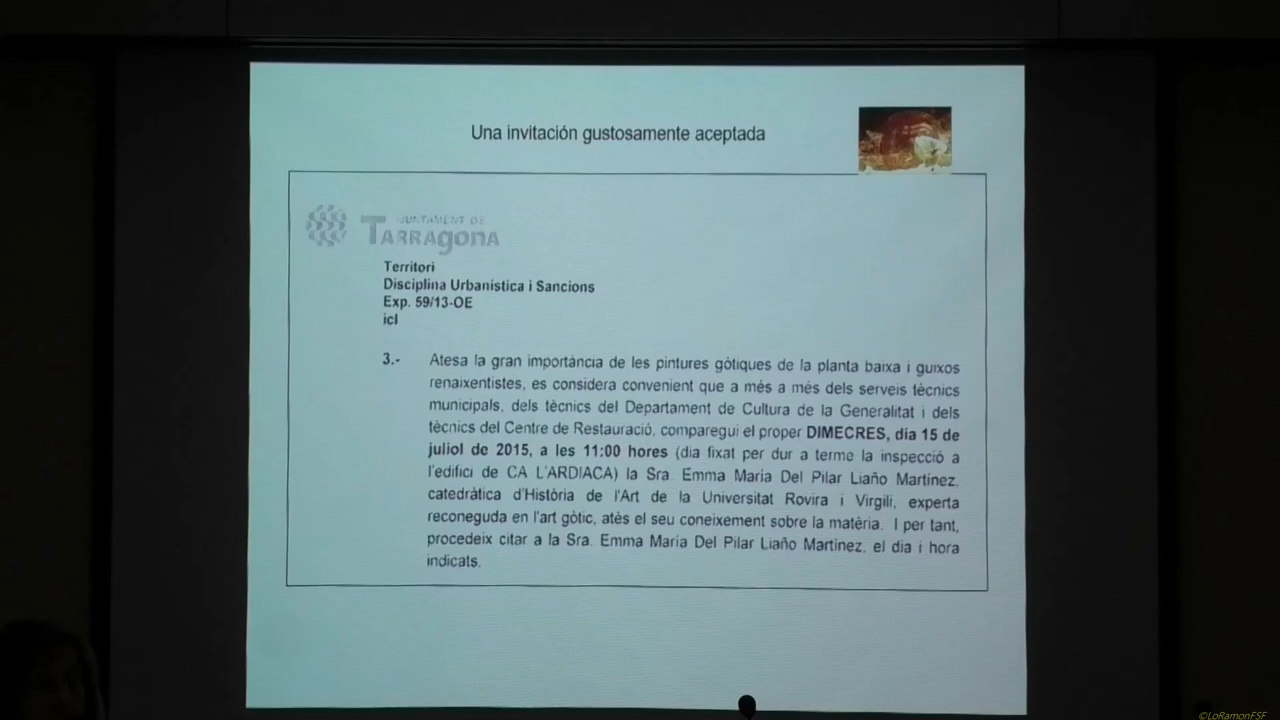 Una invitación gustosamente aceptada
AJUNTAMENT DE
TARRAgonA
Territori
Disciplina Urbanística i Sancions
Exp. 59/13-OE
icl
3.- Atesa la gran importància de les pintures gòtiques de la planta baixa i guixos
renaixentistes, es considera convenient que a més a més dels serveis tècnics
municipals, dels tècnics del Departament de Cultura de la Generalitat i dels
tècnics del Centre de Restauració, comparegui el proper DIMECRES, dia 15 de
juliol de 2015, a les 11:00 hores (dia fixat per dur a terme la inspecció a
l'edifici de CA L'ARDIACA) la Sra. Emma Maria Del Pilar Liaño Martinez,
catedràtica d'Història de l'Art de la Universitat Rovira i Virgili, experta
reconeguda en l'art gòtic, atès el seu coneixement sobre la matèria. I per tant,
procedeix citar a la Sra. Emma Maria Del Pilar Liaño Martinez, el dia i hora
indicats.
©LoRamonFSF